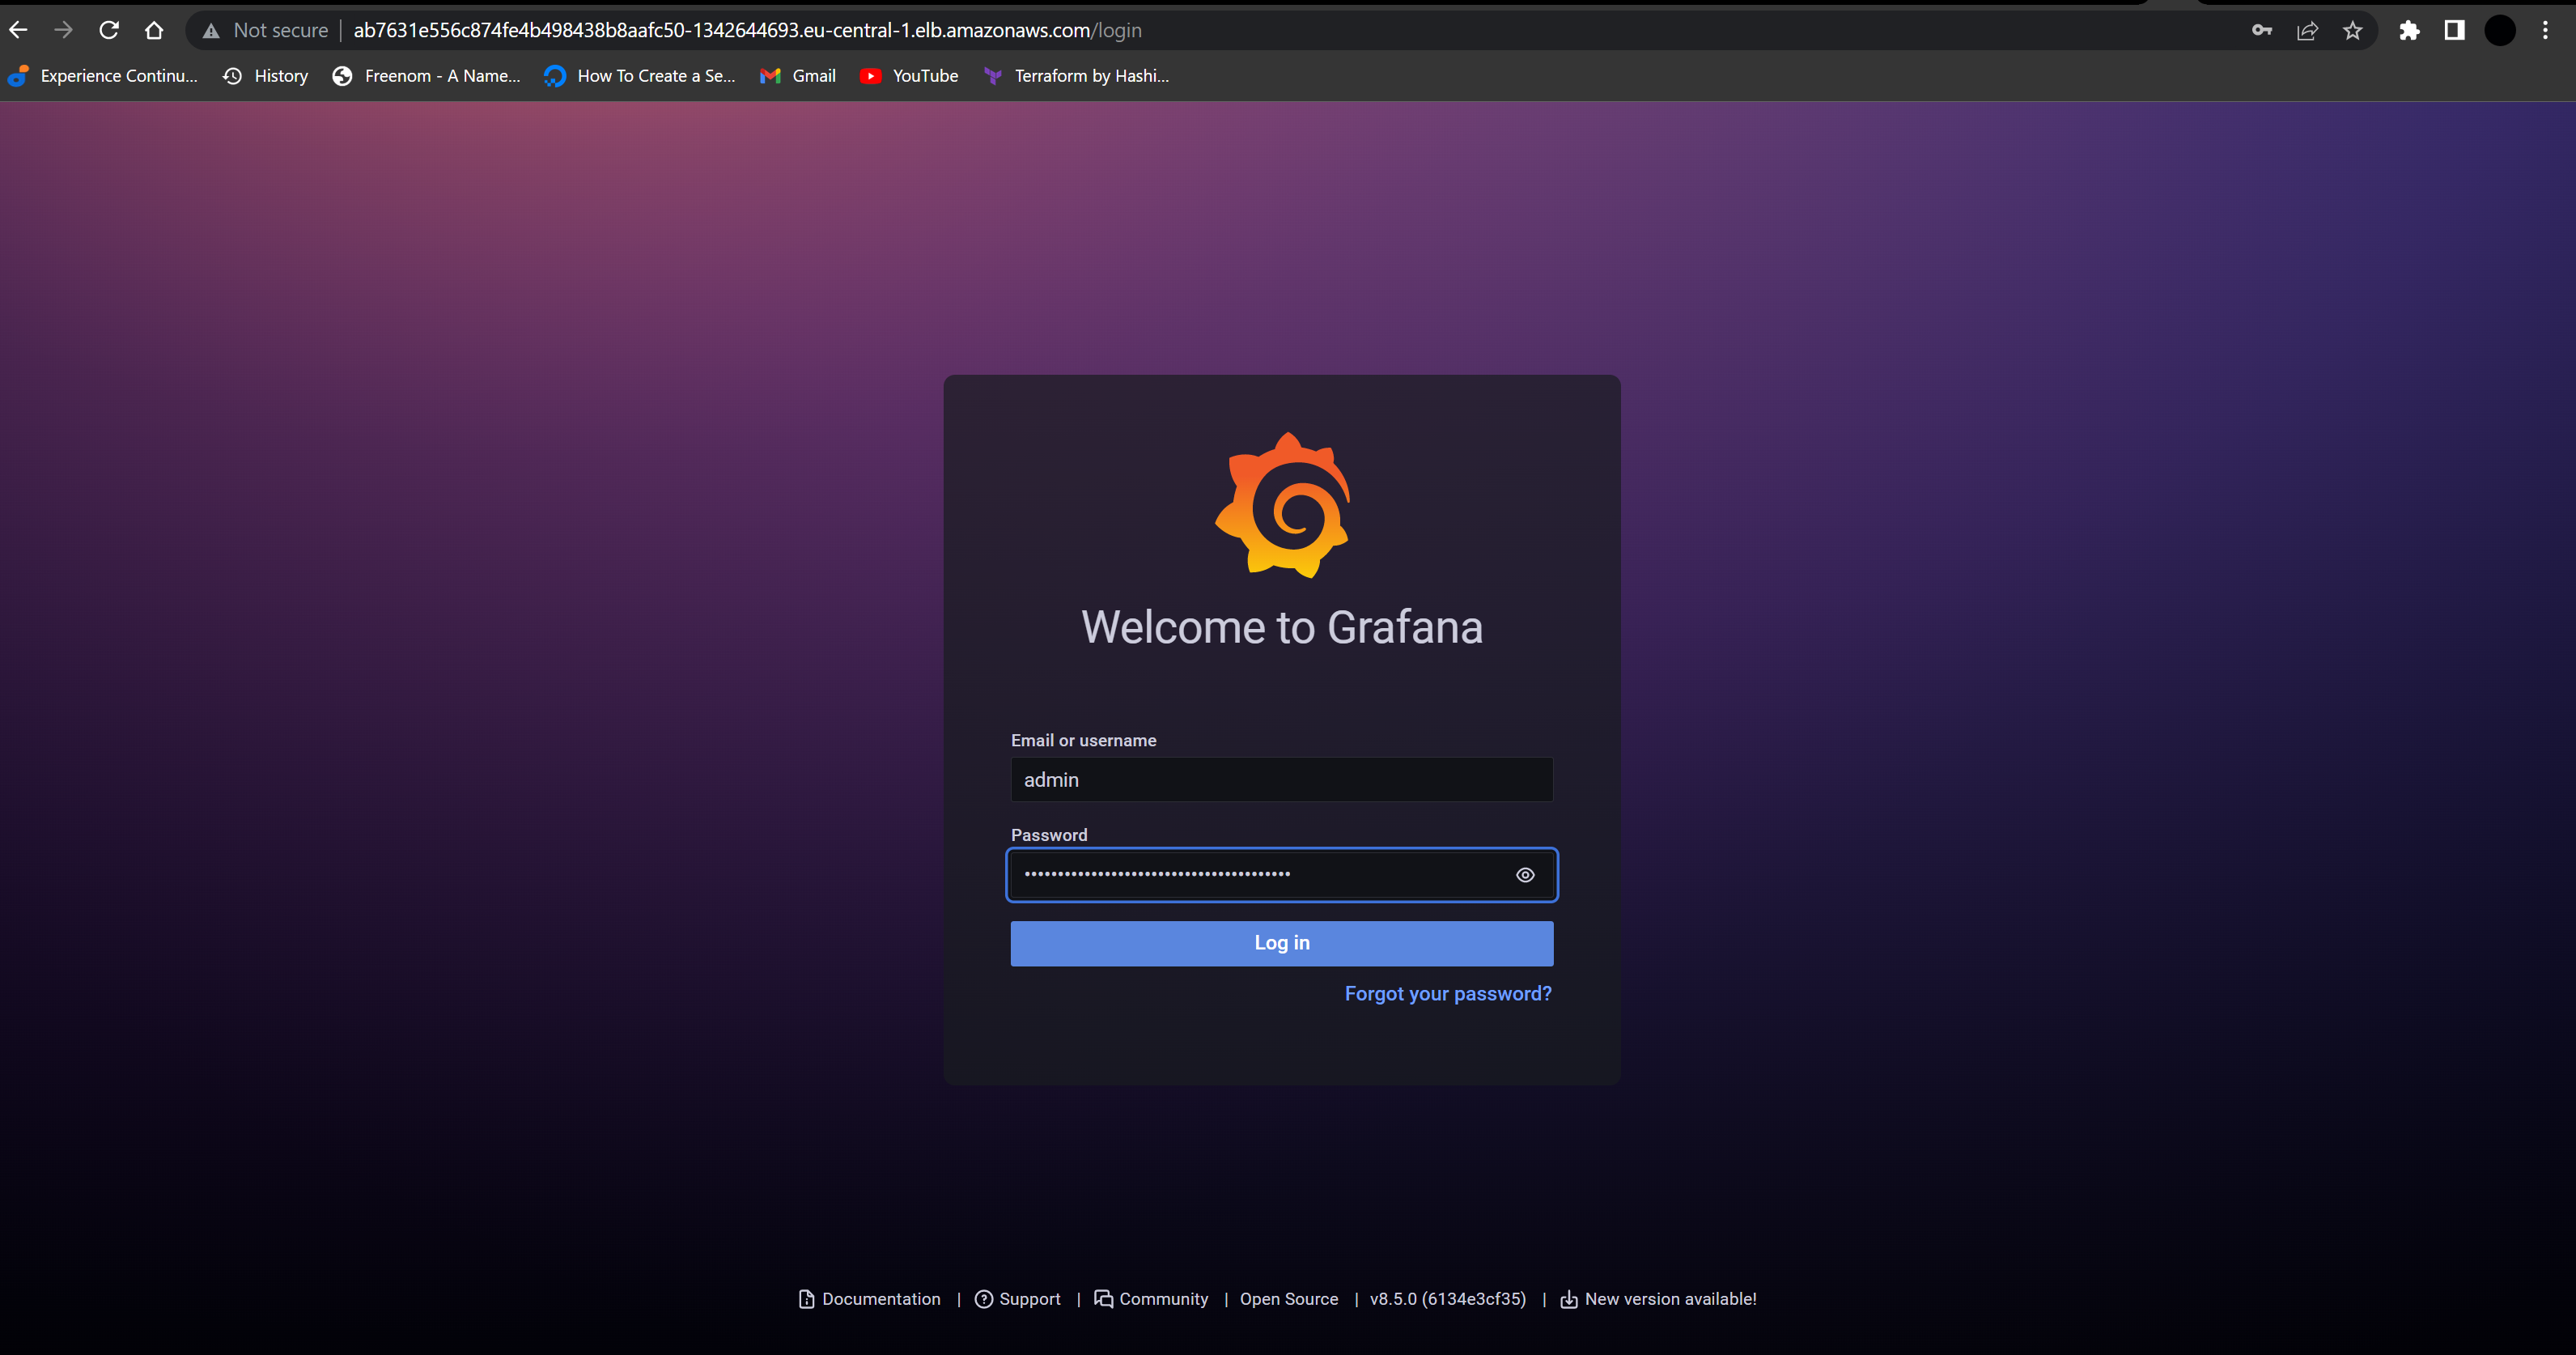 Not secure | ab7631e556c874fe4b498438b8aafc50-1342644693.eu-central-1.elb.amazonaws.com/login
Experience Continu... History Freenom - A Name... How To Create a Se... Gmail YouTube Terraform by Hashi...
Welcome to Grafana
Email or username
admin
Password
Log in
Forgot your password?
Documentation | Support | Community | Open Source | v8.5.0 (6134e3cf35) | New version available!